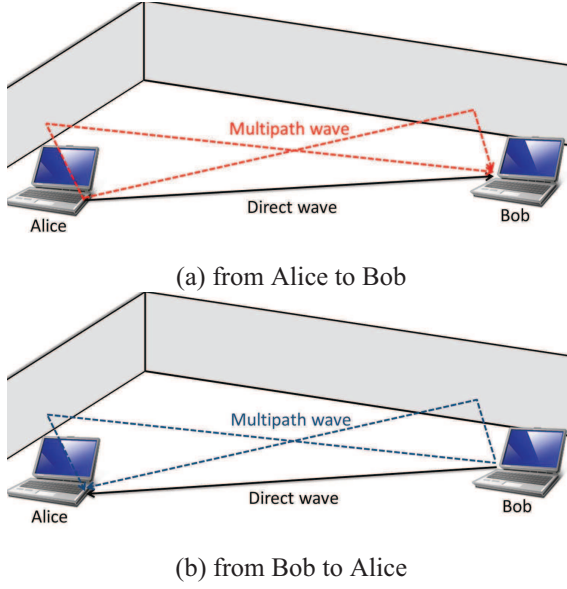 Multipath wave
Direct wave
Alice
Bob
(a) from Alice to Bob
Multipath wave
Direct wave
Alice
Bob
(b) from Bob to Alice